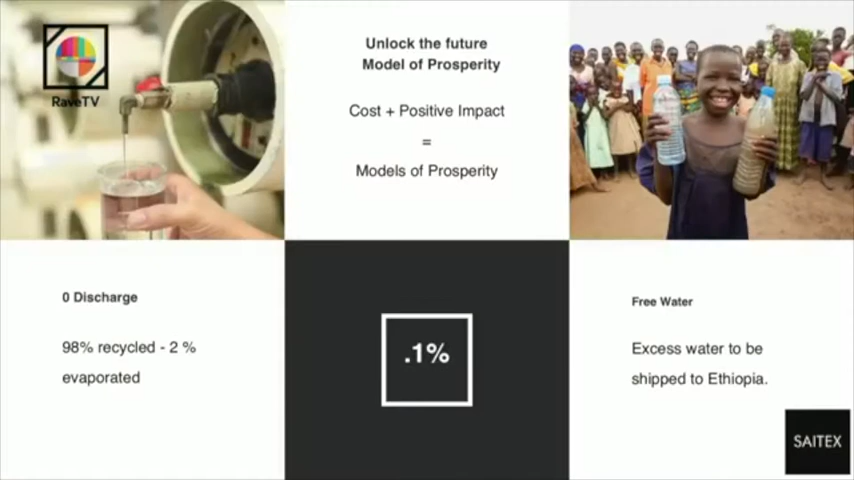 RaveTV
Unlock the future
Model of Prosperity
Cost + Positive Impact
=
Models of Prosperity
0 Discharge
98% recycled - 2 %
evaporated
.1%
Free Water
Excess water to be
shipped to Ethiopia.
SAITEX